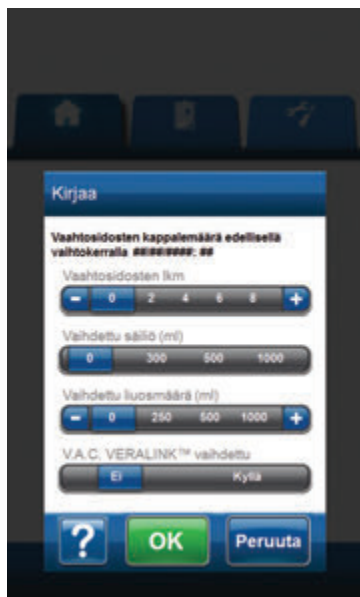 Kirjaa
Vaahtosidosten kappalemäärä edellisellä
vaihtokerralla ##/##/####: ##
Vaahtosidosten lkm
- 0 2 4 6 8 +
Vaihdettu säiliö (ml)
0 300 500 1000
Vaihdettu liuosmäärä (ml)
- 0 250 500 1000 +
V.A.C. VERALINK™ vaihdettu
Ei Kyllä
? OK Peruuta